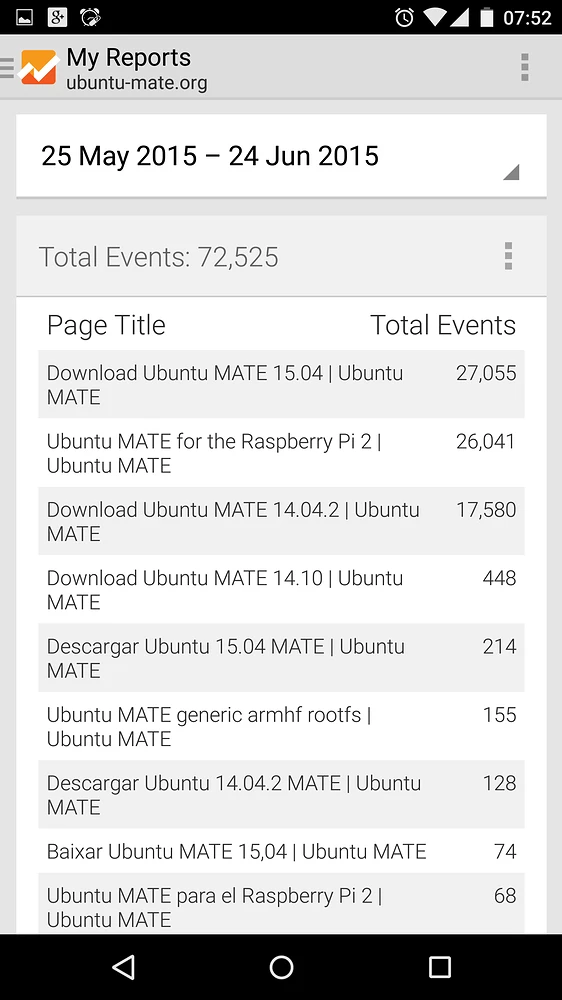 07:52
My Reports
ubuntu-mate.org
25 May 2015 – 24 Jun 2015
Total Events: 72,525
Page Title Total Events
Download Ubuntu MATE 15.04 | Ubuntu 27,055
MATE
Ubuntu MATE for the Raspberry Pi 2 | 26,041
Ubuntu MATE
Download Ubuntu MATE 14.04.2 | Ubuntu 17,580
MATE
Download Ubuntu MATE 14.10 | Ubuntu 448
MATE
Descargar Ubuntu 15.04 MATE | Ubuntu 214
MATE
Ubuntu MATE generic armhf rootfs | 155
Ubuntu MATE
Descargar Ubuntu 14.04.2 MATE | Ubuntu 128
MATE
Baixar Ubuntu MATE 15,04 | Ubuntu MATE 74
Ubuntu MATE para el Raspberry Pi 2 | 68
Ubuntu MATE